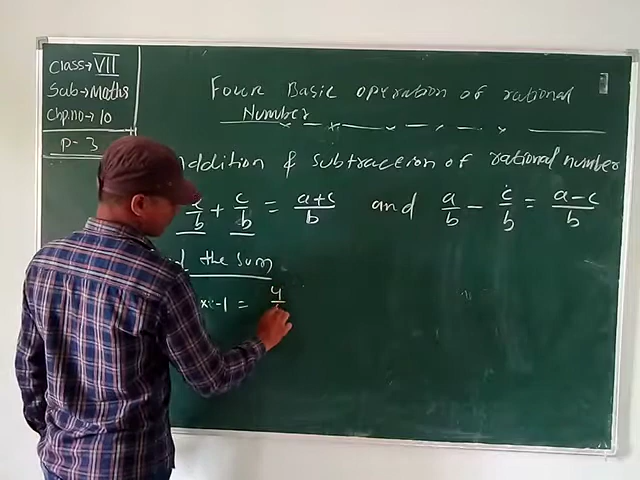 Class→VII
Sub→Maths
Chp.no→10
P-3
Four Basic operation of rational
Number
addition & subtraction of rational number
/b + c/b = a+c/b and a/b - c/b = a-c/b
the sum
-1 = 4/